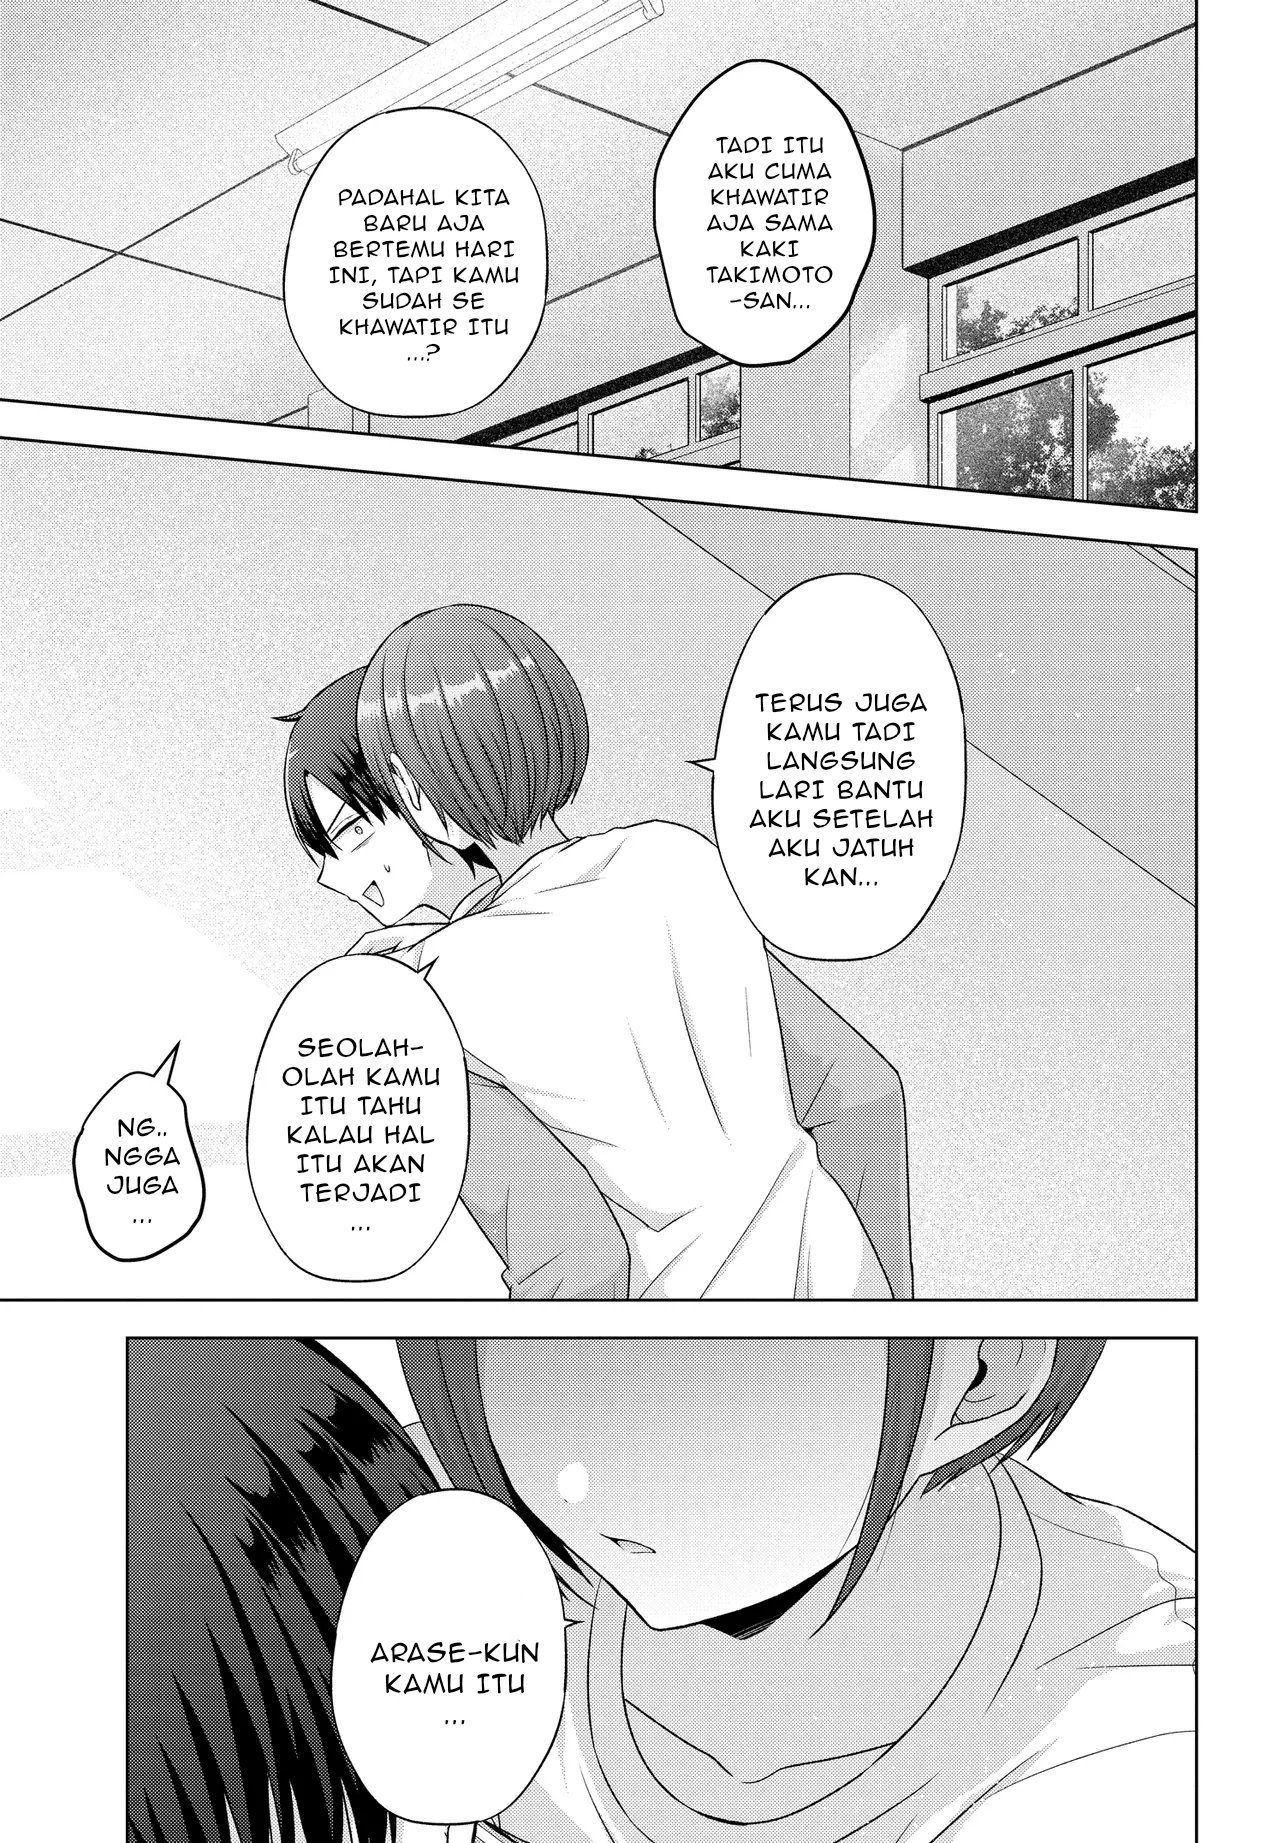 TADI ITU
AKU CUMA
KHAWATIR
AJA SAMA
KAKI
TAKIMOTO
-SAN...
PADAHAL KITA
BARU AJA
BERTEMU HARI
INI, TAPI KAMU
SUDAH SE
KHAWATIR ITU
...?
TERUS JUGA
KAMU TADI
LANGSUNG
LARI BANTU
AKU SETELAH
AKU JATUH
KAN...
SEOLAH-
OLAH KAMU
ITU TAHU
KALAU HAL
ITU AKAN
TERJADI
...
NG..
NGGA
JUGA
...
ARASE-KUN
KAMU ITU
...